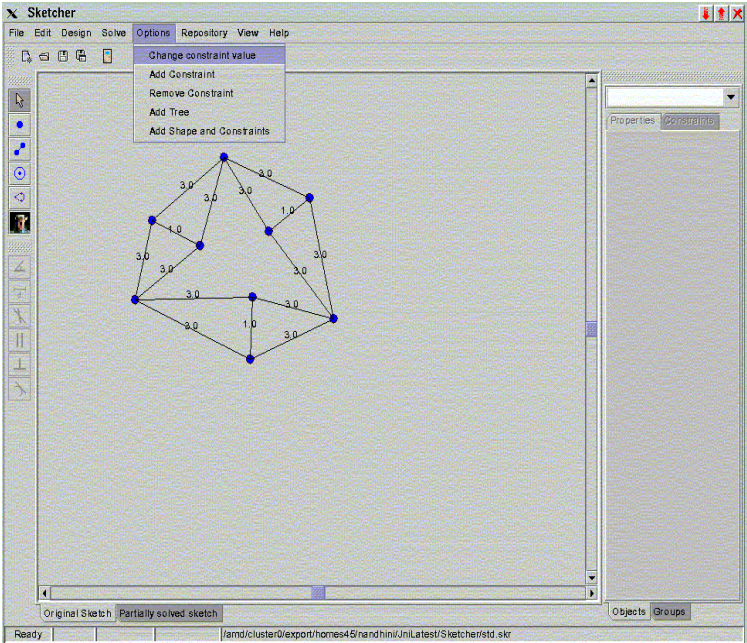 X Sketcher
File Edit Design Solve Options Repository View Help
Change constraint value
Add Constraint
Remove Constraint
Add Tree
Add Shape and Constraints
Properties Constraints
3.0
3.0
3.0
3.0
3.0
1.0
1.0
3.0
3.0
3.0
3.0
3.0
3.0
1.0
3.0
3.0
Original Sketch Partially solved sketch
Objects Groups
Ready
/amd/cluster0/export/homes45/nandhini/JniLatest/Sketcher/std.skr